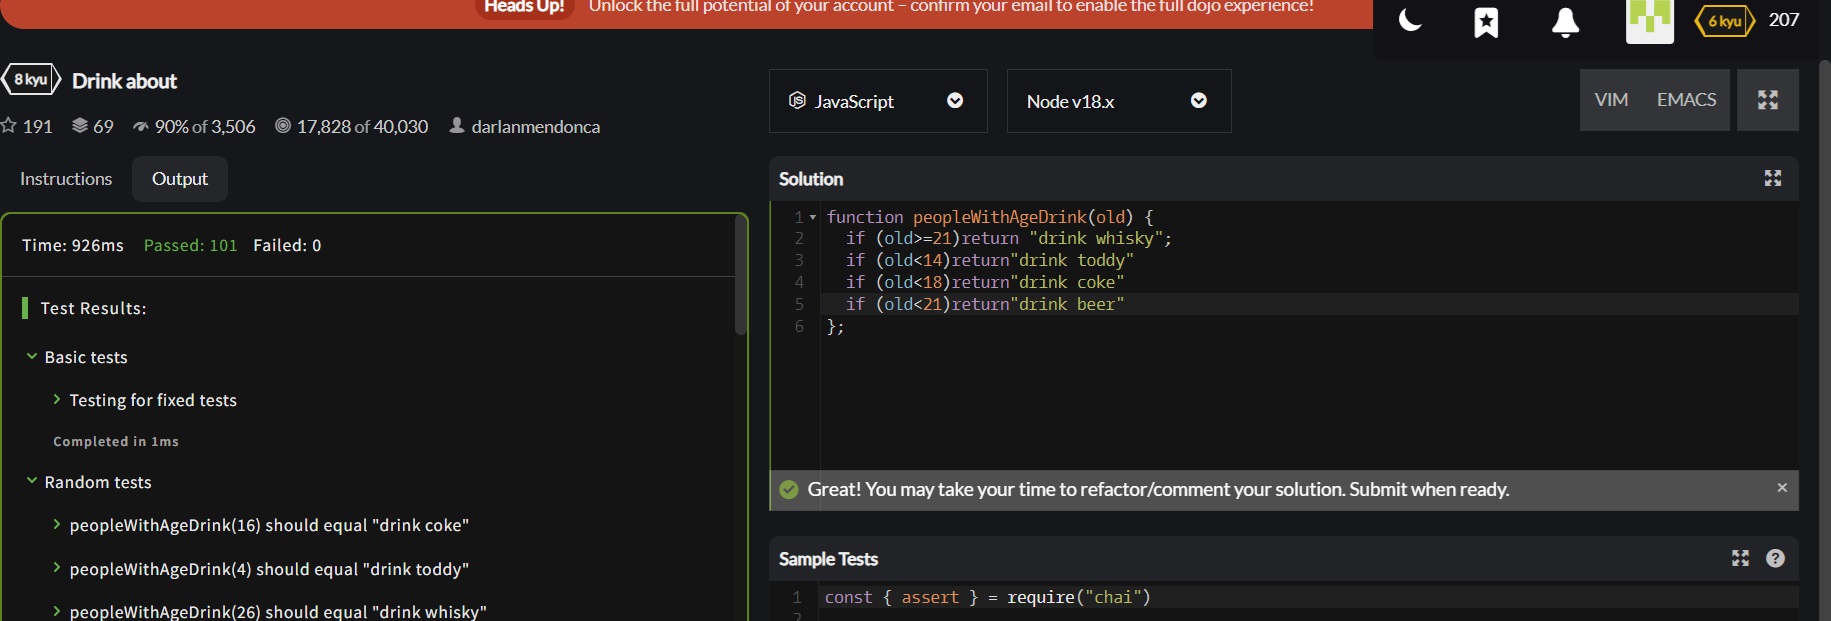 Heads Up! Unlock the full potential of your account – confirm your email to enable the full dojo experience!
6 kyu 207
8 kyu Drink about
191 69 90% of 3,506 17,828 of 40,030 darlanmendonca
JavaScript Node v18.x VIM EMACS
Instructions Output
Time: 926ms Passed: 101 Failed: 0
Test Results:
Basic tests
Testing for fixed tests
Completed in 1ms
Random tests
peopleWithAgeDrink(16) should equal "drink coke"
peopleWithAgeDrink(4) should equal "drink toddy"
peopleWithAgeDrink(26) should equal "drink whisky"
Solution
1 function peopleWithAgeDrink(old) {
2 if (old>=21)return "drink whisky";
3 if (old<14)return"drink toddy"
4 if (old<18)return"drink coke"
5 if (old<21)return"drink beer"
6 };
Great! You may take your time to refactor/comment your solution. Submit when ready. ×
Sample Tests ?
1 const { assert } = require("chai")
2